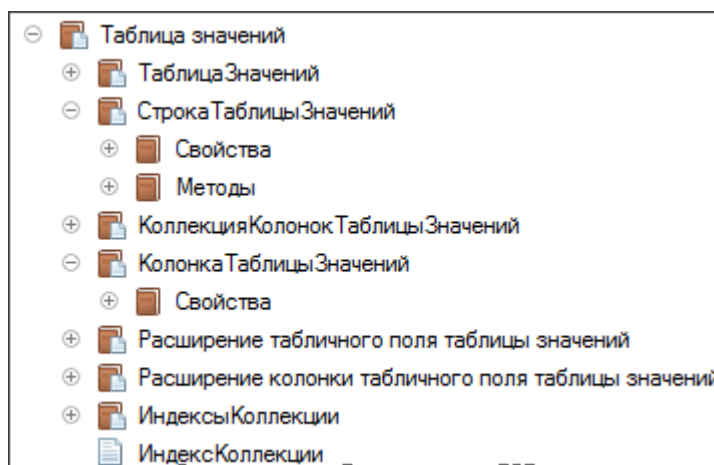 Таблица значений
ТаблицаЗначений
СтрокаТаблицыЗначений
Свойства
Методы
КоллекцияКолонокТаблицыЗначений
КолонкаТаблицыЗначений
Свойства
Расширение табличного поля таблицы значений
Расширение колонки табличного поля таблицы значений
ИндексыКоллекции
ИндексКоллекции